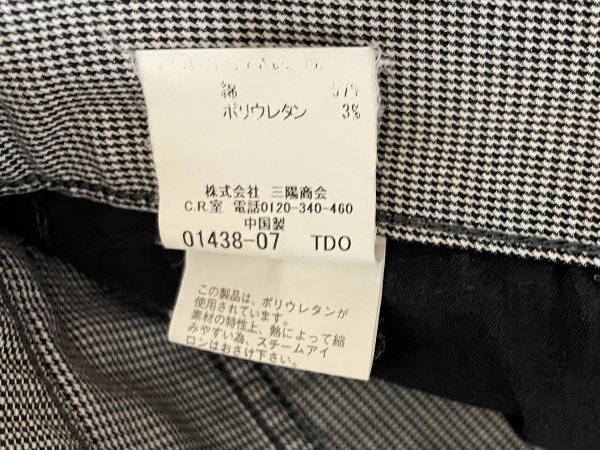 綿
ポリウレタン 3%
株式会社 三陽商会
C.R.室 電話0120-340-460
中国製
01438-07 TDO
この製品は、ポリウレタンが
使用されています。
素材の特性上、熱によって縮
みやすい為、スチームアイ
ロンはおさけ下さい。